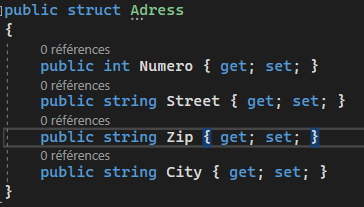 public struct Adress
{
0 références
public int Numero { get; set; }
0 références
public string Street { get; set; }
0 références
public string Zip { get; set; }
0 références
public string City { get; set; }
}